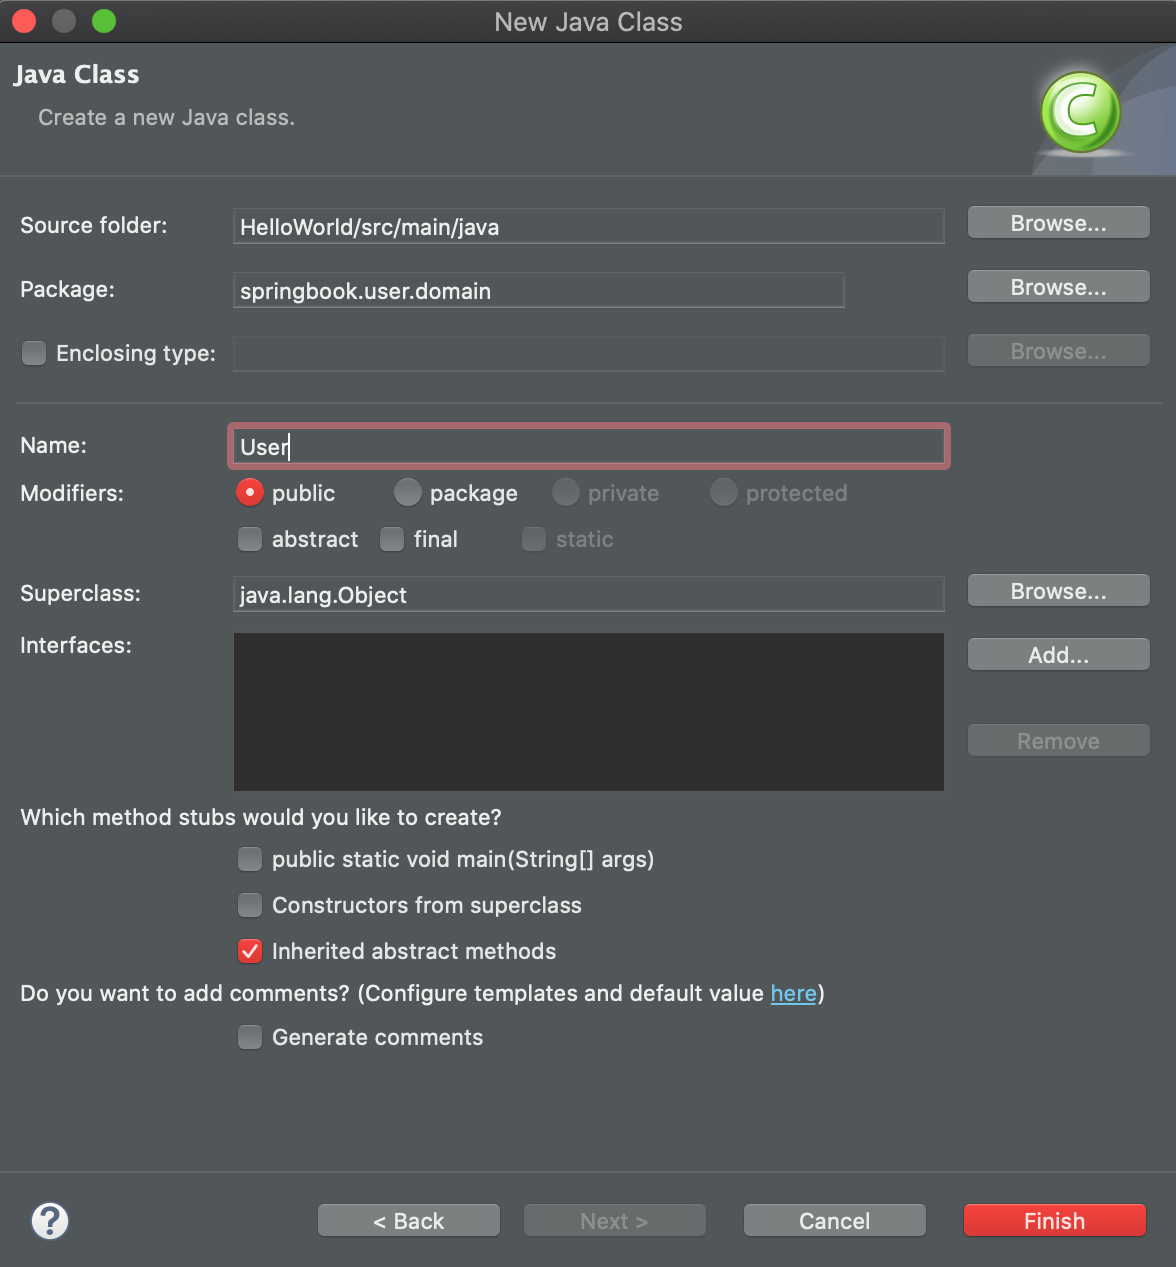 New Java Class
Java Class
Create a new Java class.
Source folder: HelloWorld/src/main/java Browse...
Package: springbook.user.domain Browse...
Enclosing type: Browse...
Name: User
Modifiers: public package private protected
abstract final static
Superclass: java.lang.Object Browse...
Interfaces: Add...
Remove
Which method stubs would you like to create?
public static void main(String[] args)
Constructors from superclass
Inherited abstract methods
Do you want to add comments? (Configure templates and default value here)
Generate comments
? < Back Next > Cancel Finish